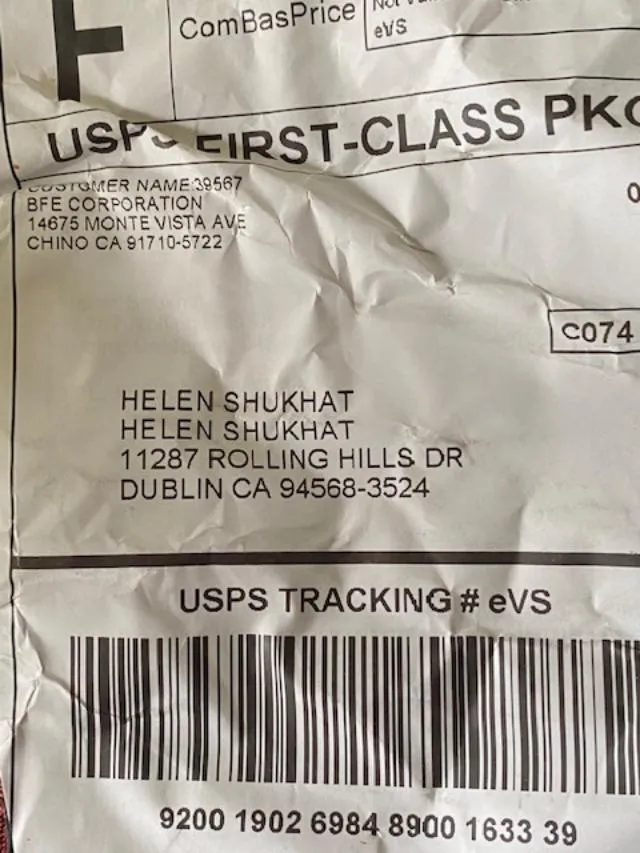 F
ComBasPrice
eVS
USPS FIRST-CLASS PKG
CUSTOMER NAME:39567
BFE CORPORATION
14675 MONTE VISTA AVE
CHINO CA 91710-5722
C074
HELEN SHUKHAT
HELEN SHUKHAT
11287 ROLLING HILLS DR
DUBLIN CA 94568-3524
USPS TRACKING # eVS
9200 1902 6984 8900 1633 39